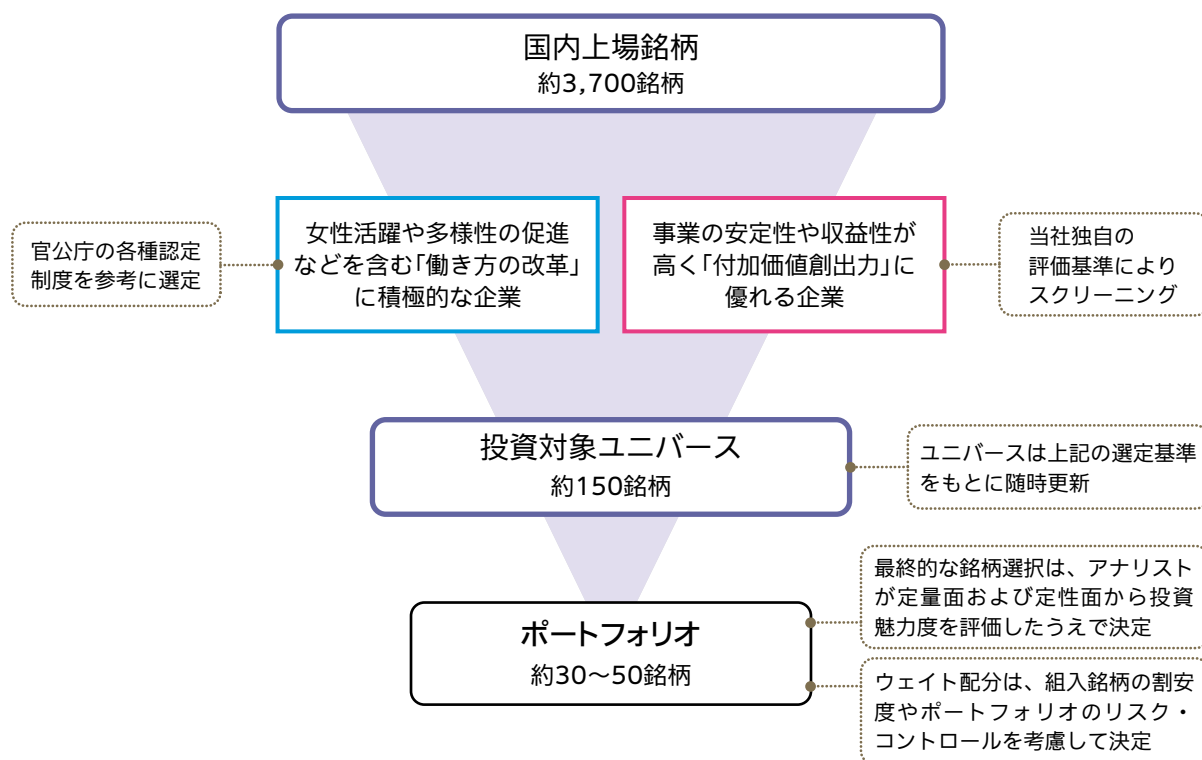 国内上場銘柄
約3,700銘柄
官公庁の各種認定
制度を参考に選定
女性活躍や多様性の促進
などを含む「働き方の改革」
に積極的な企業
事業の安定性や収益性が
高く「付加価値創出力」に
優れる企業
当社独自の
評価基準により
スクリーニング
投資対象ユニバース
約150銘柄
ユニバースは上記の選定基準
をもとに随時更新
ポートフォリオ
約30〜50銘柄
最終的な銘柄選択は、アナリスト
が定量面および定性面から投資
魅力度を評価したうえで決定
ウェイト配分は、組入銘柄の割安
度やポートフォリオのリスク・
コントロールを考慮して決定